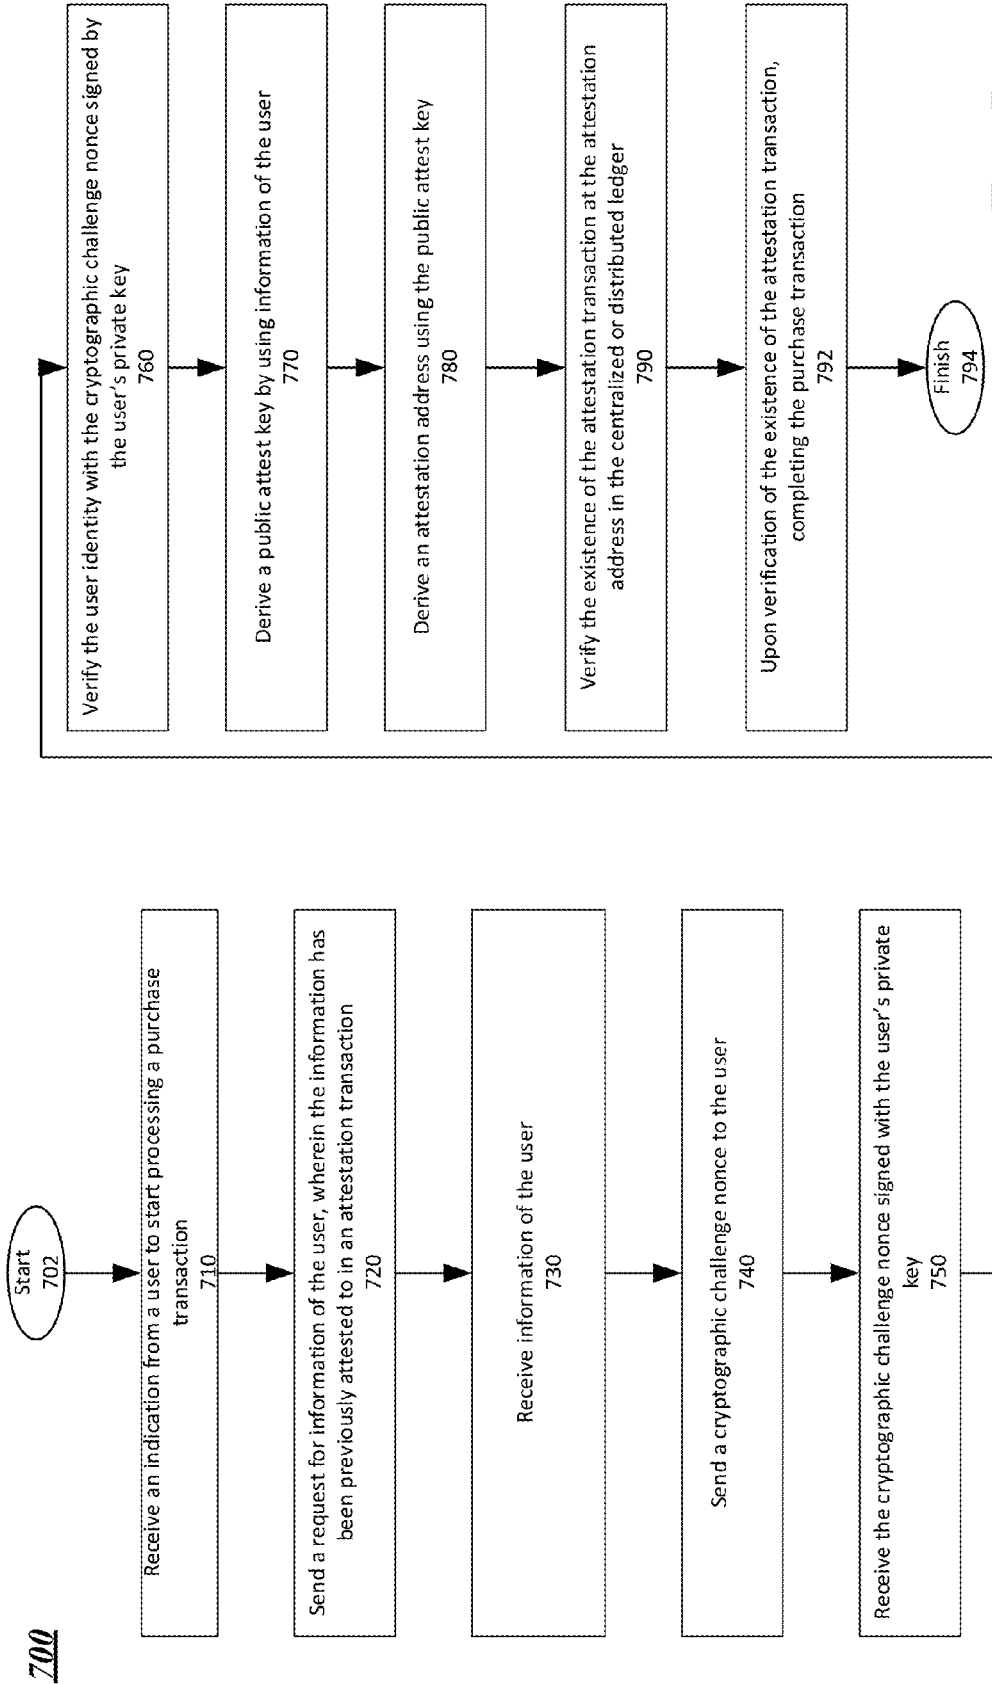 700
Start
702
Receive an indication from a user to start processing a purchase
transaction
710
Send a request for information of the user, wherein the information has
been previously attested to in an attestation transaction
720
Receive information of the user
730
Send a cryptographic challenge nonce to the user
740
Receive the cryptographic challenge nonce signed with the user's private
key
750
Verify the user identity with the cryptographic challenge nonce signed by
the user's private key
760
Derive a public attest key by using information of the user
770
Derive an attestation address using the public attest key
780
Verify the existence of the attestation transaction at the attestation
address in the centralized or distributed ledger
790
Upon verification of the existence of the attestation transaction,
completing the purchase transaction
792
Finish
794